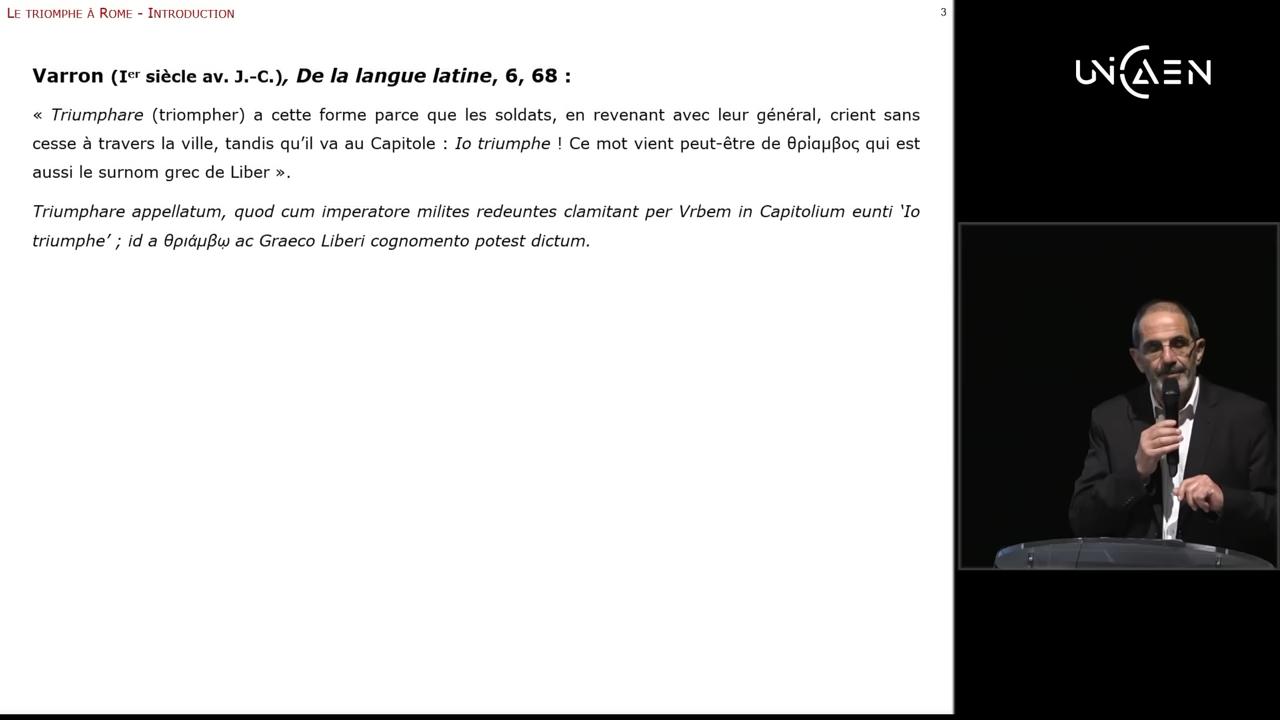 LE TRIOMPHE À ROME - INTRODUCTION
3
Varron (Iᵉʳ siècle av. J.-C.), De la langue latine, 6, 68 :
« Triumphare (triompher) a cette forme parce que les soldats, en revenant avec leur général, crient sans
cesse à travers la ville, tandis qu’il va au Capitole : Io triumphe ! Ce mot vient peut-être de θρίαμβος qui est
aussi le surnom grec de Liber ».
Triumphare appellatum, quod cum imperatore milites redeuntes clamitant per Vrbem in Capitolium eunti ‘Io
triumphe’ ; id a θριάμβῳ ac Graeco Liberi cognomento potest dictum.
UNICAEN